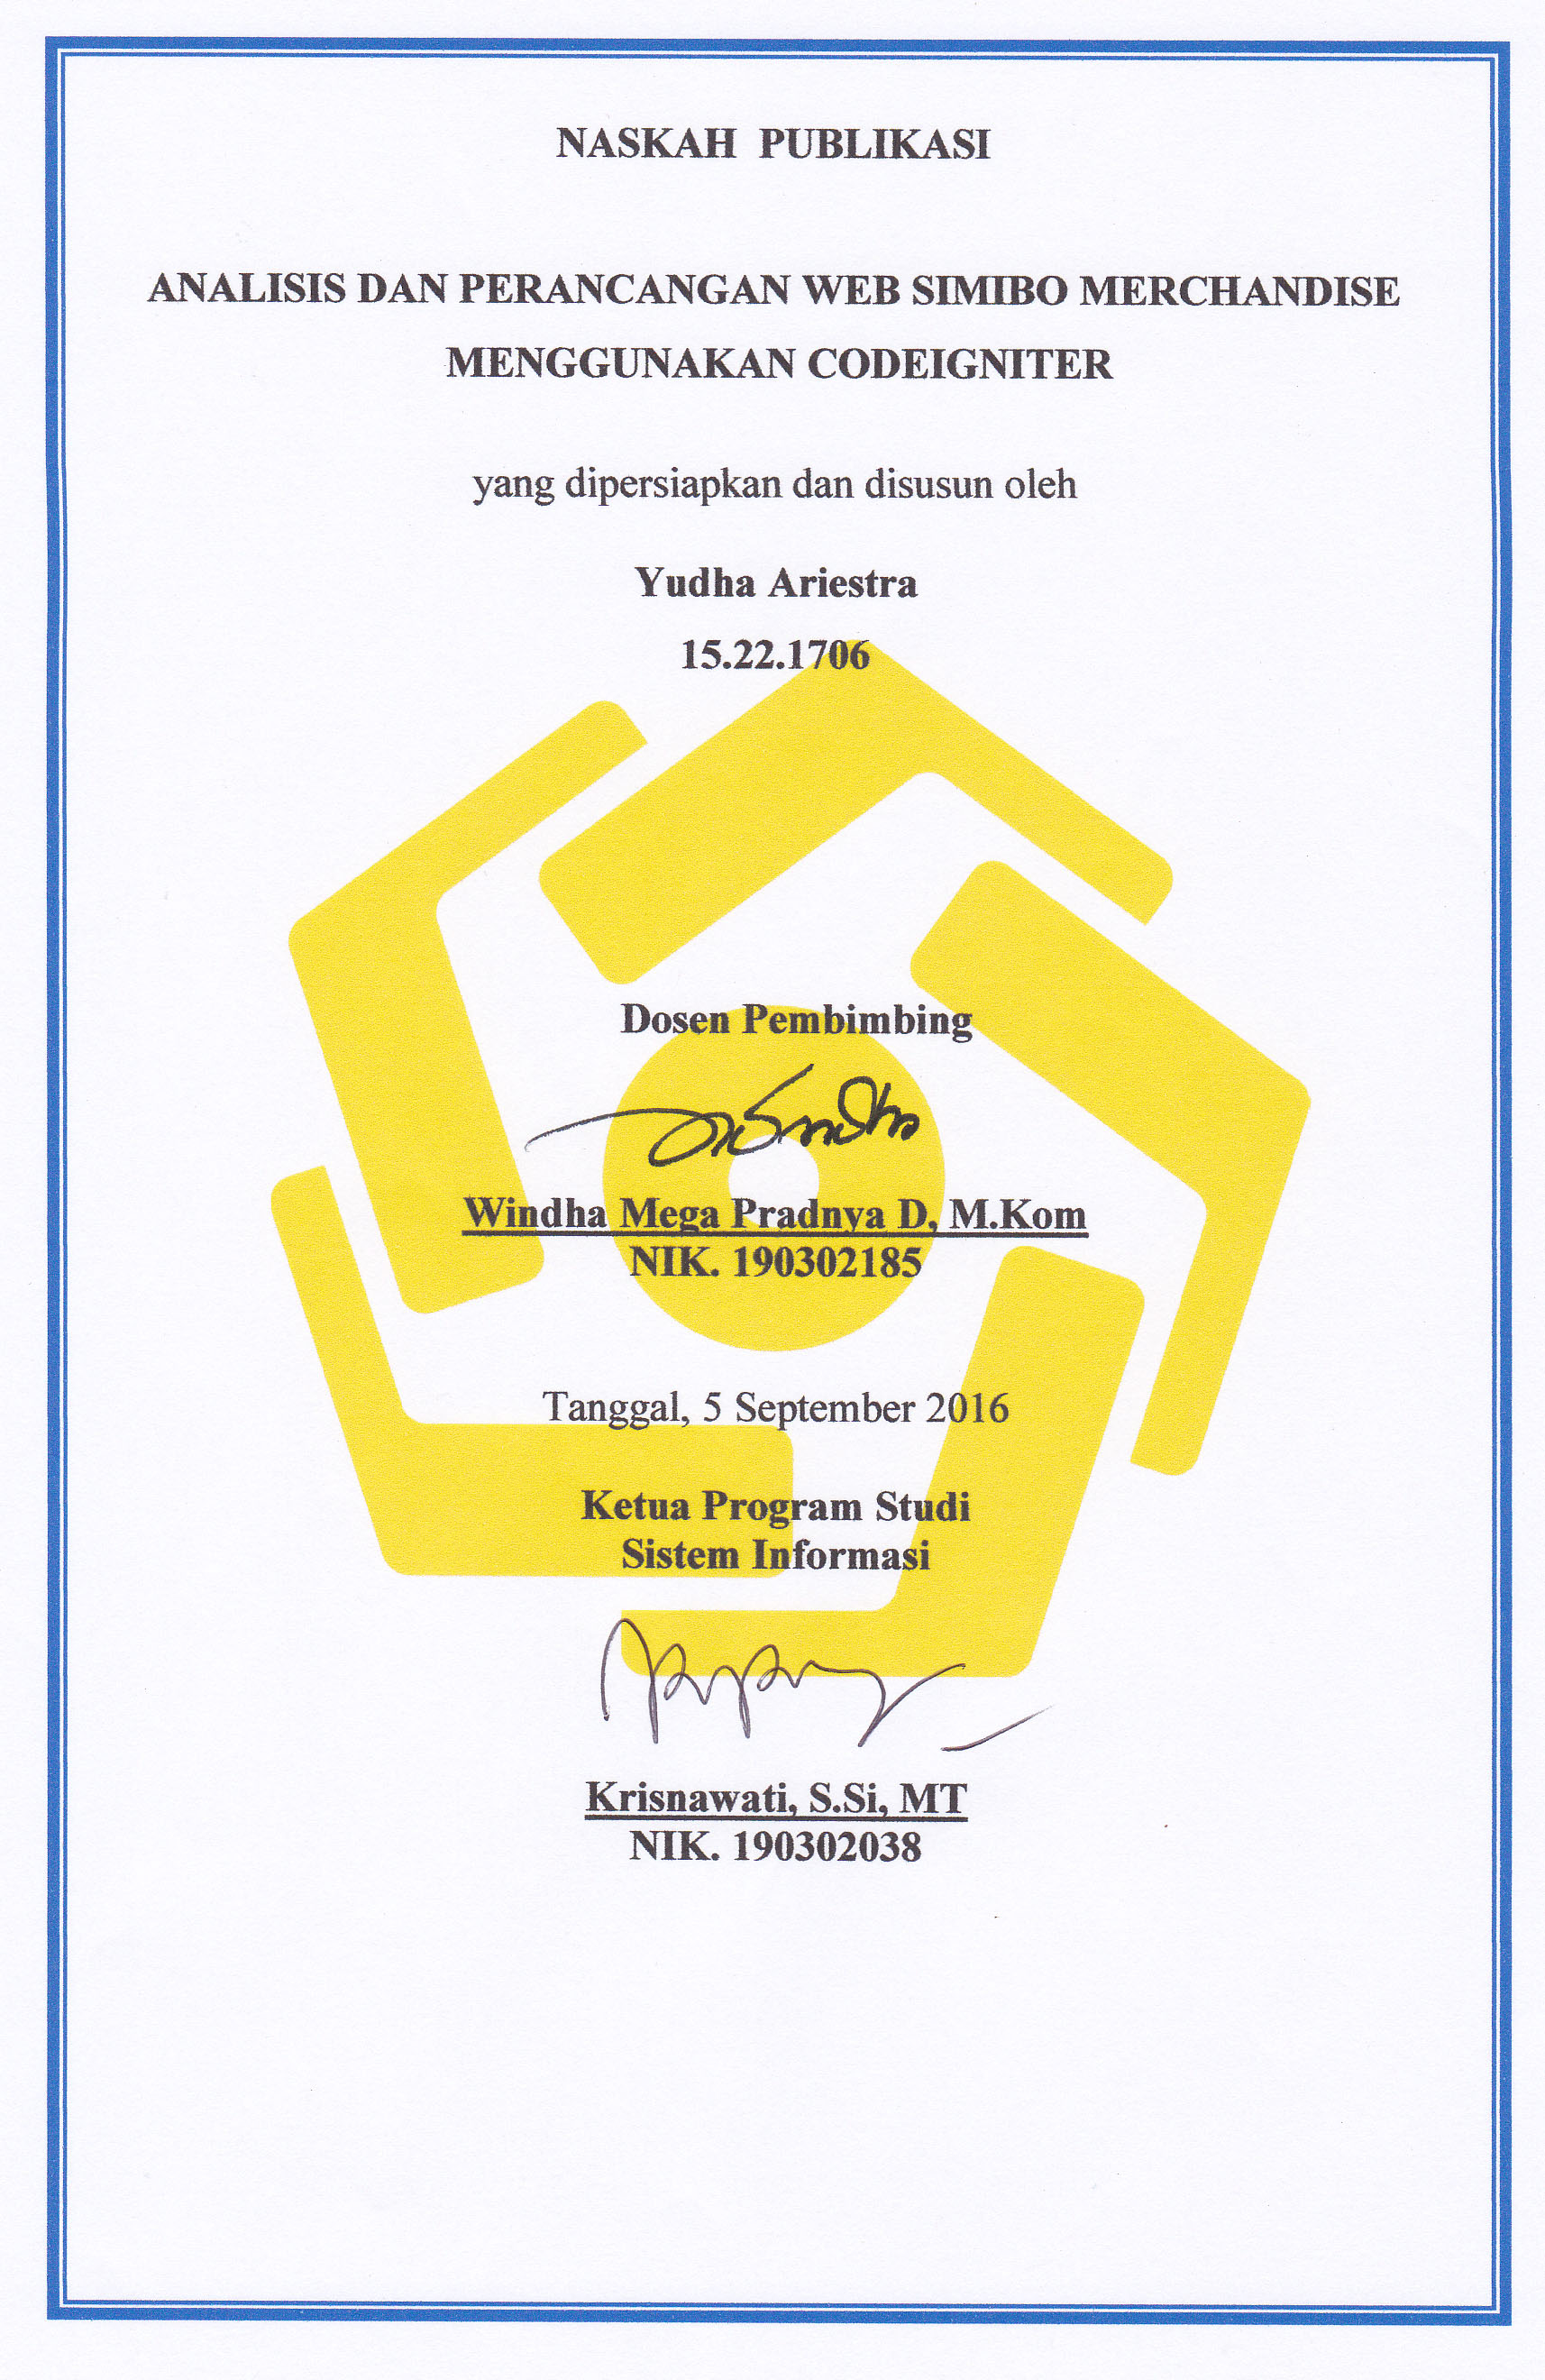 NASKAH PUBLIKASI
ANALISIS DAN PERANCANGAN WEB SIMIBO MERCHANDISE
MENGGUNAKAN CODEIGNITER
yang dipersiapkan dan disusun oleh
Yudha Ariestra
15.22.1706
Dosen Pembimbing
Windha Mega Pradnya D, M.Kom
NIK. 190302185
Tanggal, 5 September 2016
Ketua Program Studi
Sistem Informasi
Krisnawati, S.Si, MT
NIK. 190302038